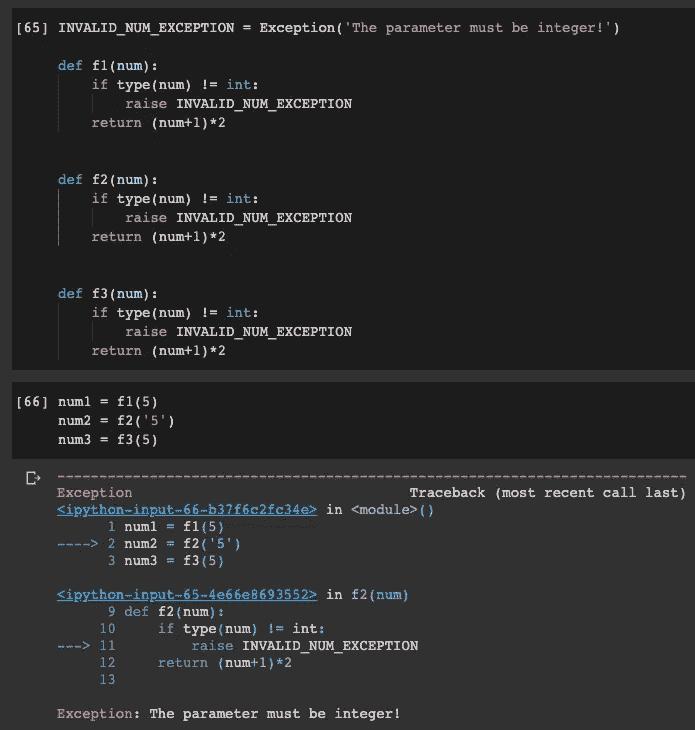 [65] INVALID_NUM_EXCEPTION = Exception('The parameter must be integer!')
def f1(num):
if type(num) != int:
raise INVALID_NUM_EXCEPTION
return (num+1)*2
def f2(num):
if type(num) != int:
raise INVALID_NUM_EXCEPTION
return (num+1)*2
def f3(num):
if type(num) != int:
raise INVALID_NUM_EXCEPTION
return (num+1)*2
[66] num1 = f1(5)
num2 = f2('5')
num3 = f3(5)
---------------------------------------------------------------------------
Exception Traceback (most recent call last)
<ipython-input-66-b37f6c2fc34e> in <module>()
1 num1 = f1(5)
----> 2 num2 = f2('5')
3 num3 = f3(5)
<ipython-input-65-4e66e8693552> in f2(num)
9 def f2(num):
10 if type(num) != int:
---> 11 raise INVALID_NUM_EXCEPTION
12 return (num+1)*2
13
Exception: The parameter must be integer!